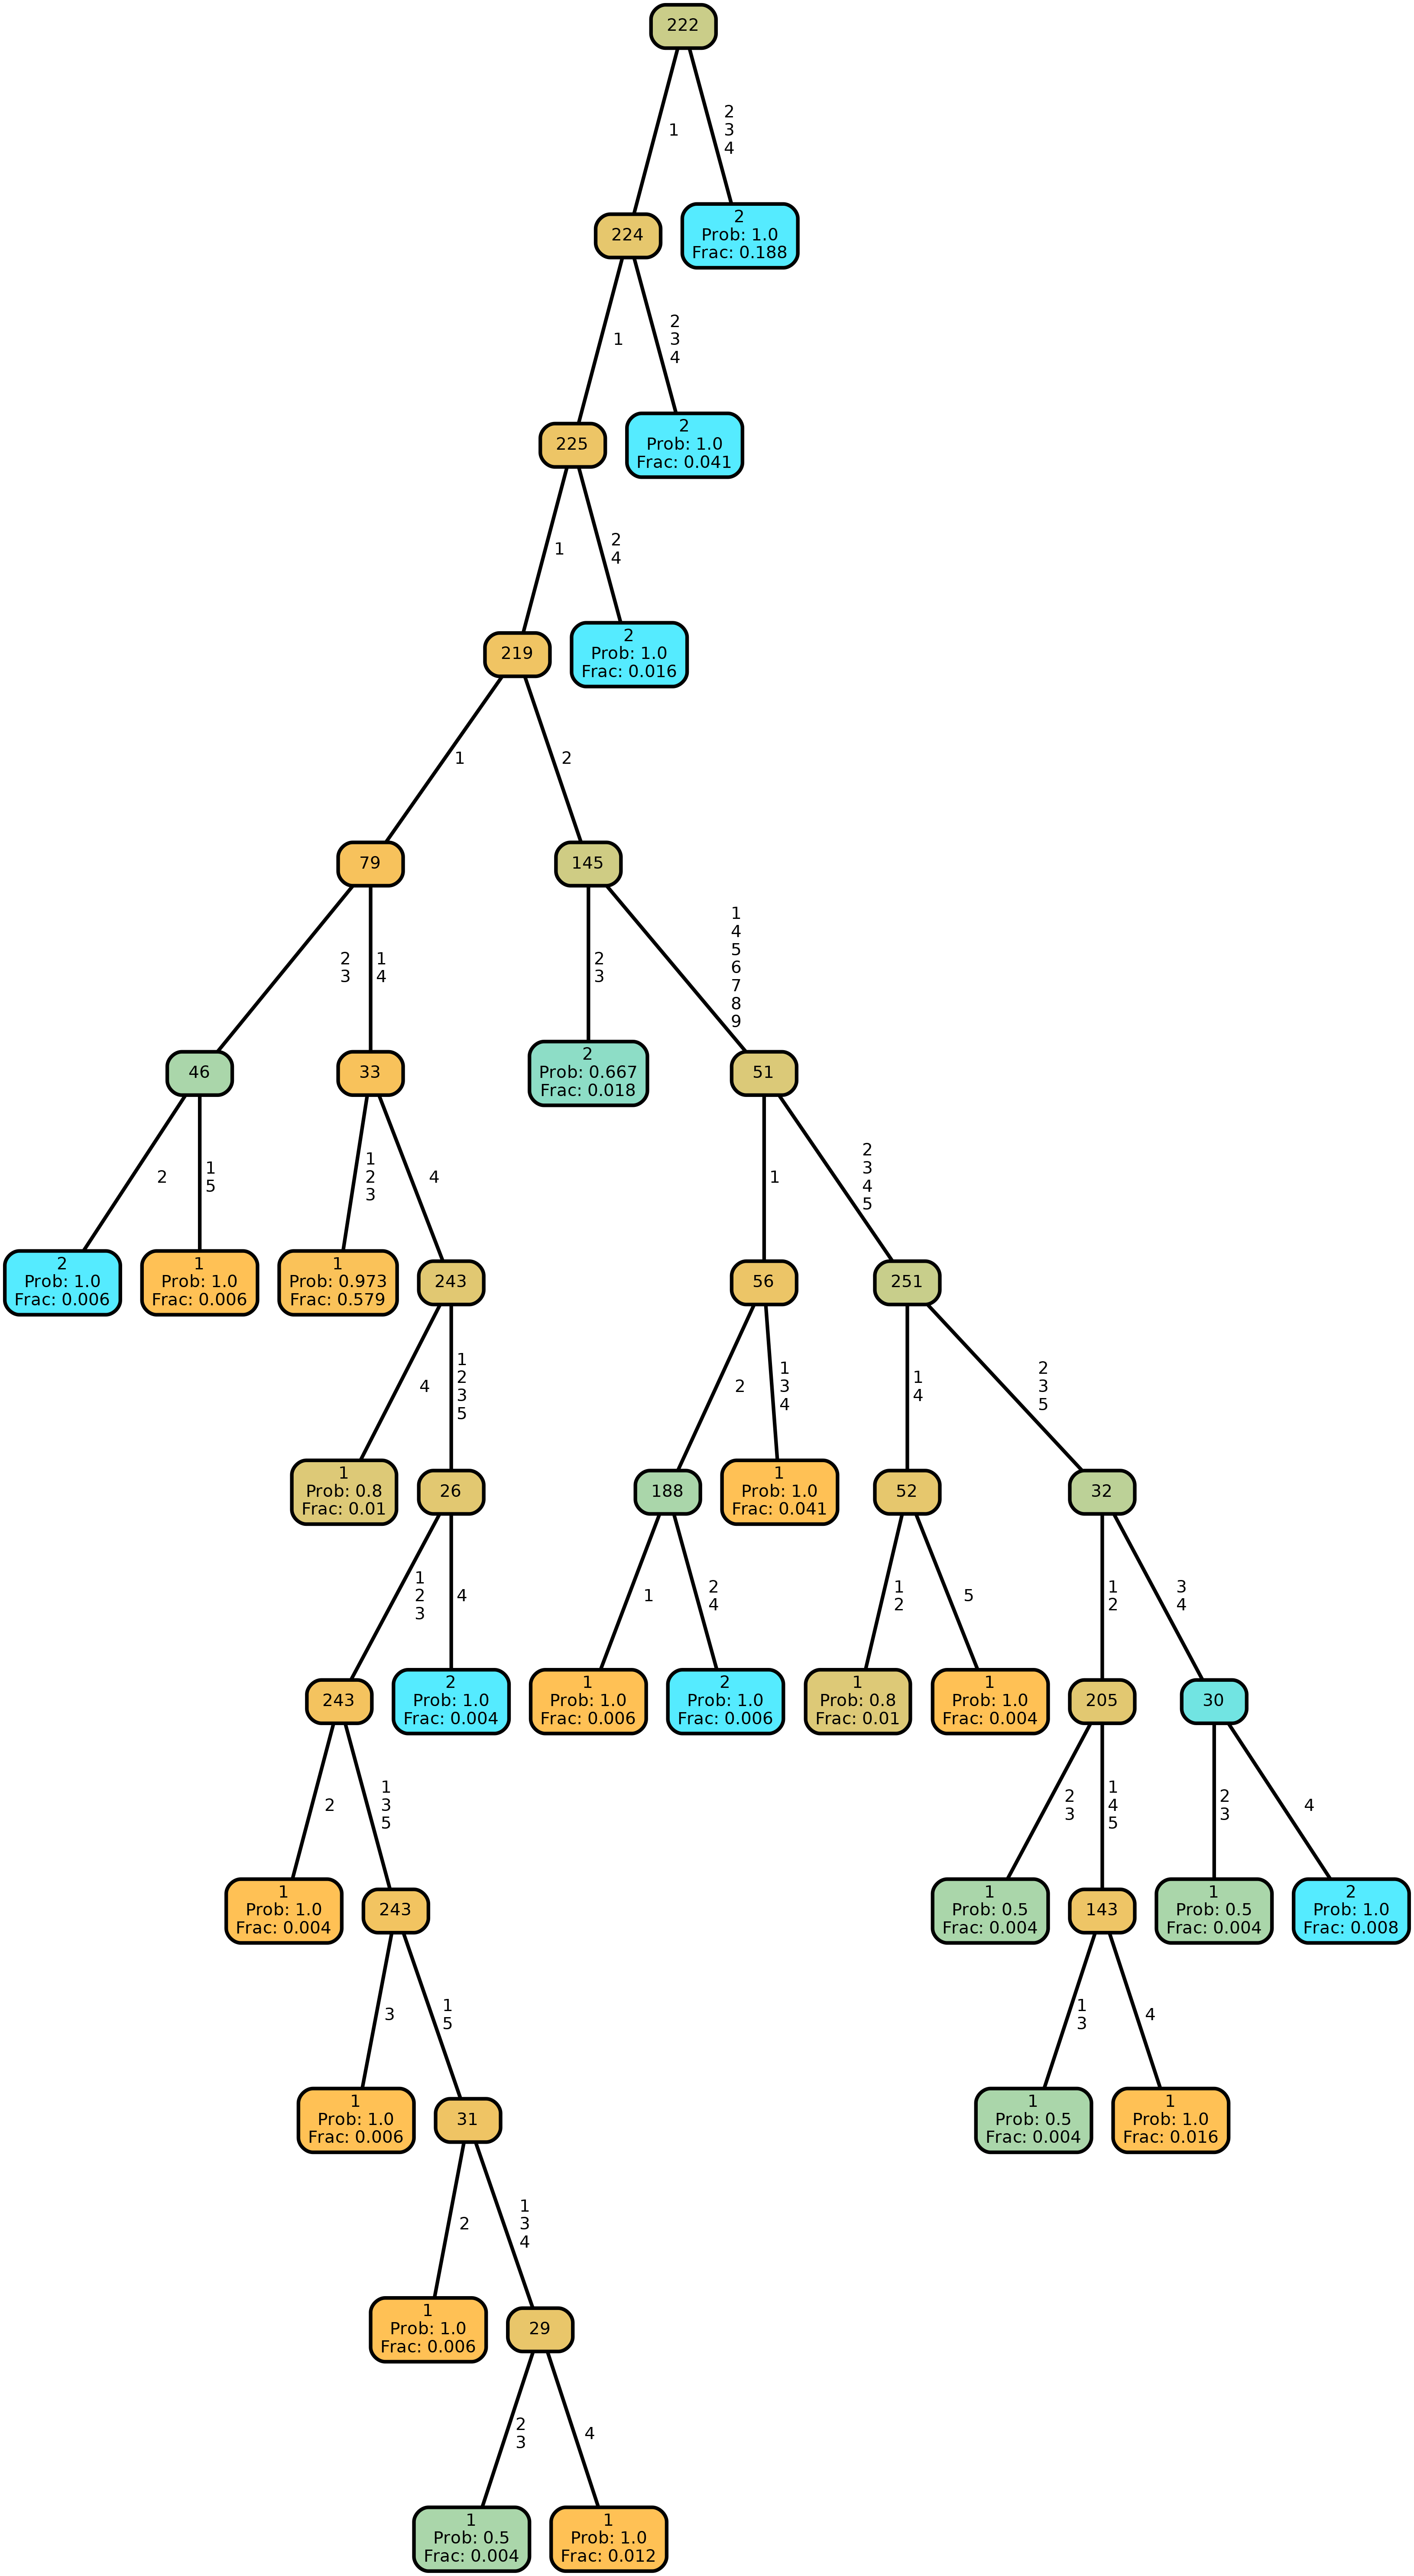 222
1
2
3
4
224
2
Prob: 1.0
Frac: 0.188
1
2
3
4
225
2
Prob: 1.0
Frac: 0.041
1
2
4
219
2
Prob: 1.0
Frac: 0.016
1
2
79
145
2
3
1
4
2
3
1
4
5
6
7
8
9
46
33
2
Prob: 0.667
Frac: 0.018
51
2
1
5
1
2
3
4
1
2
3
4
5
2
Prob: 1.0
Frac: 0.006
1
Prob: 1.0
Frac: 0.006
1
Prob: 0.973
Frac: 0.579
243
56
251
4
1
2
3
5
2
1
3
4
1
4
2
3
5
1
Prob: 0.8
Frac: 0.01
26
188
1
Prob: 1.0
Frac: 0.041
52
32
1
2
3
4
1
2
4
1
2
5
1
2
3
4
243
2
Prob: 1.0
Frac: 0.004
1
Prob: 1.0
Frac: 0.006
2
Prob: 1.0
Frac: 0.006
1
Prob: 0.8
Frac: 0.01
1
Prob: 1.0
Frac: 0.004
205
30
2
1
3
5
2
3
1
4
5
2
3
4
1
Prob: 1.0
Frac: 0.004
243
1
Prob: 0.5
Frac: 0.004
143
1
Prob: 0.5
Frac: 0.004
2
Prob: 1.0
Frac: 0.008
3
1
5
1
3
4
1
Prob: 1.0
Frac: 0.006
31
1
Prob: 0.5
Frac: 0.004
1
Prob: 1.0
Frac: 0.016
2
1
3
4
1
Prob: 1.0
Frac: 0.006
29
2
3
4
1
Prob: 0.5
Frac: 0.004
1
Prob: 1.0
Frac: 0.012